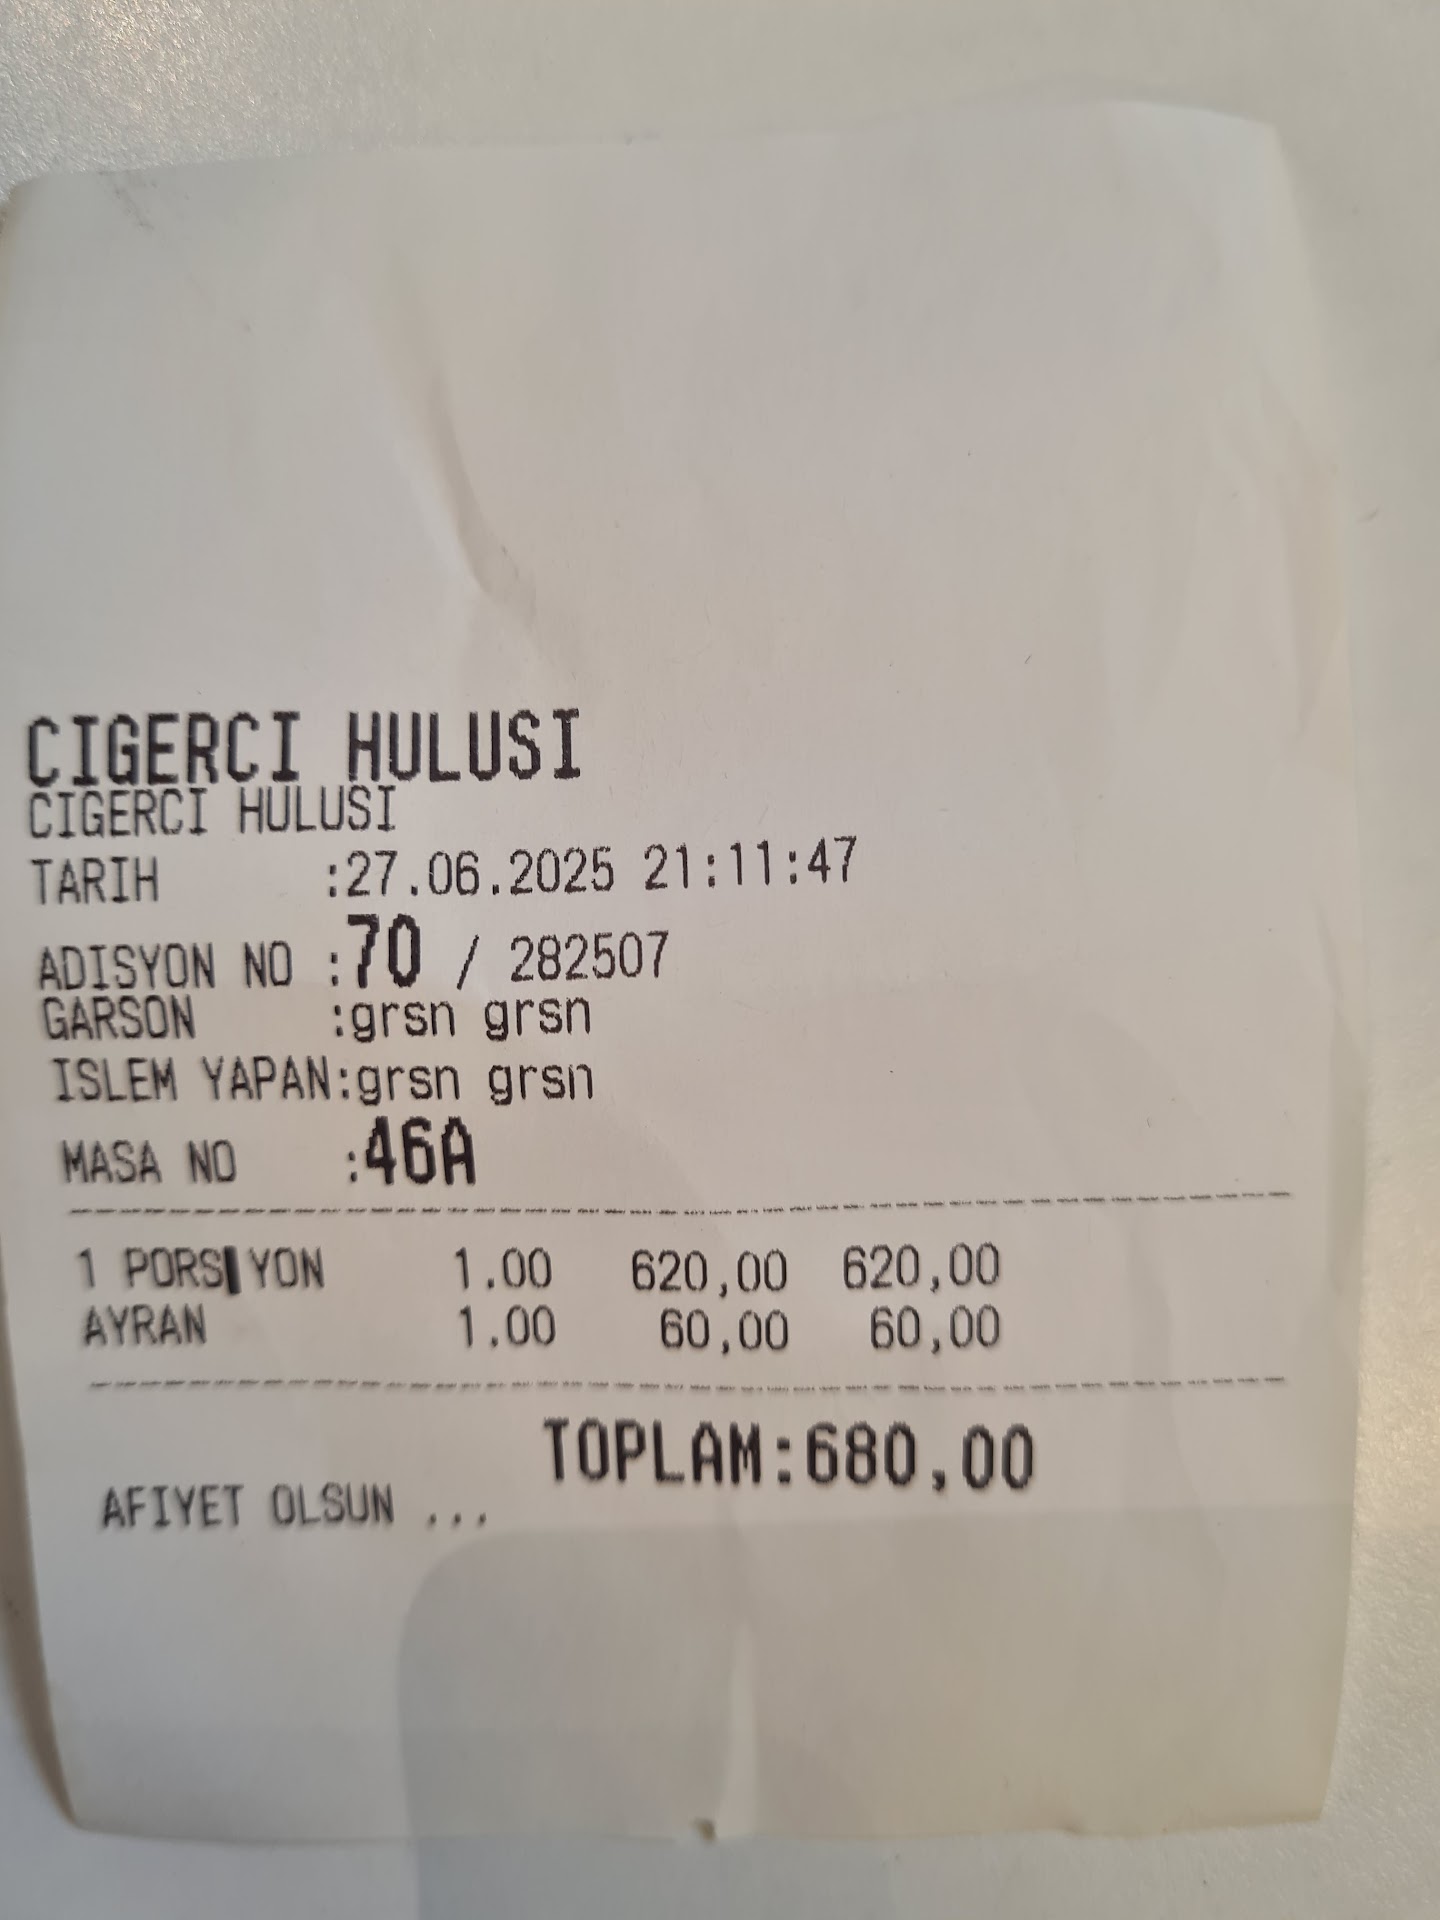 CIGERCI HULUSI
CIGERCI HULUSI
TARIH :27.06.2025 21:11:47
ADISYON NO :70 / 282507
GARSON :grsn grsn
ISLEM YAPAN:grsn grsn
MASA NO :46A
1 PORSIYON 1.00 620,00 620,00
AYRAN 1.00 60,00 60,00
TOPLAM:680,00
AFIYET OLSUN ...